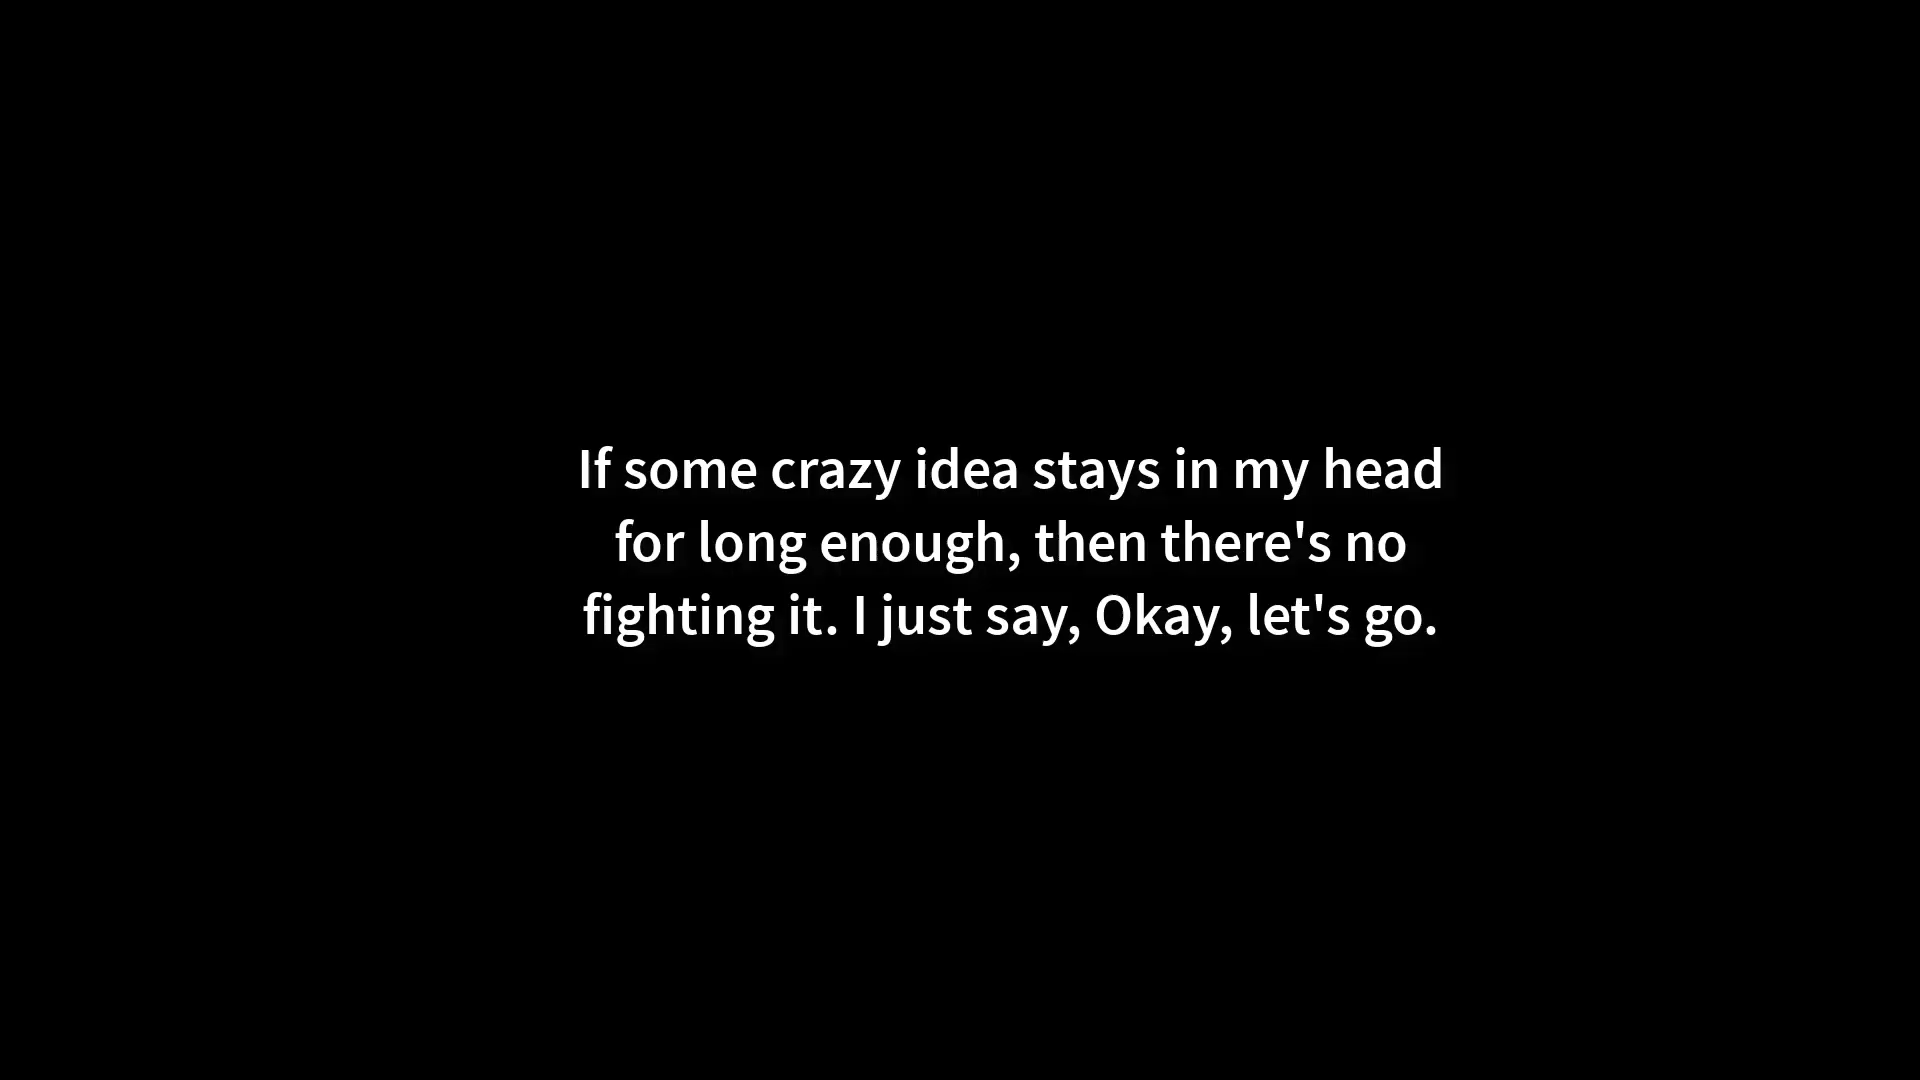 If some crazy idea stays in my head
for long enough, then there's no
fighting it. I just say, Okay, let's go.